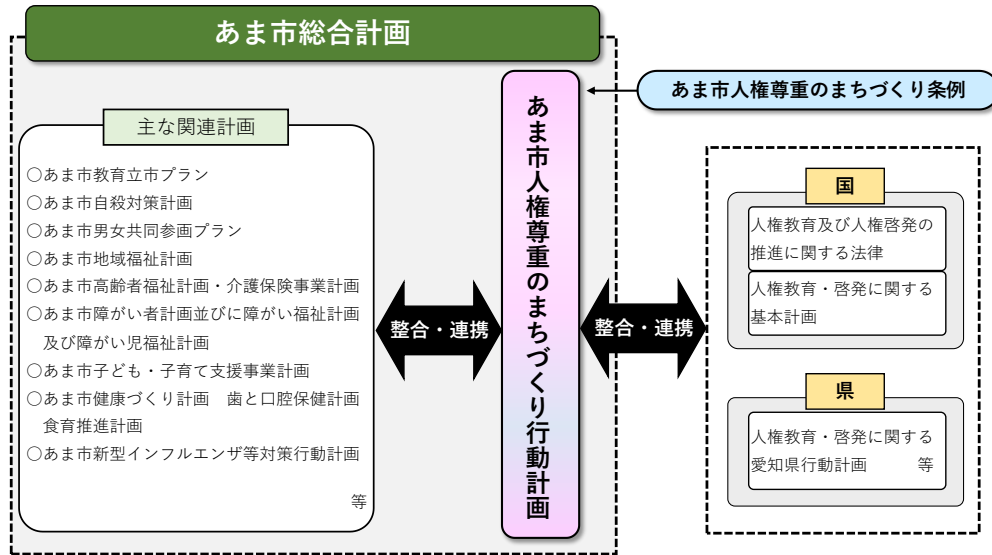 あま市総合計画
あま市人権尊重のまちづくり条例
主な関連計画
○あま市教育立市プラン
○あま市自殺対策計画
○あま市男女共同参画プラン
○あま市地域福祉計画
○あま市高齢者福祉計画・介護保険事業計画
○あま市障がい者計画並びに障がい福祉計画
及び障がい児福祉計画
○あま市子ども・子育て支援事業計画
○あま市健康づくり計画　歯と口腔保健計画
食育推進計画
○あま市新型インフルエンザ等対策行動計画
等
整合・連携
あま市人権尊重のまちづくり行動計画
整合・連携
国
人権教育及び人権啓発の
推進に関する法律
人権教育・啓発に関する
基本計画
県
人権教育・啓発に関する
愛知県行動計画　　等